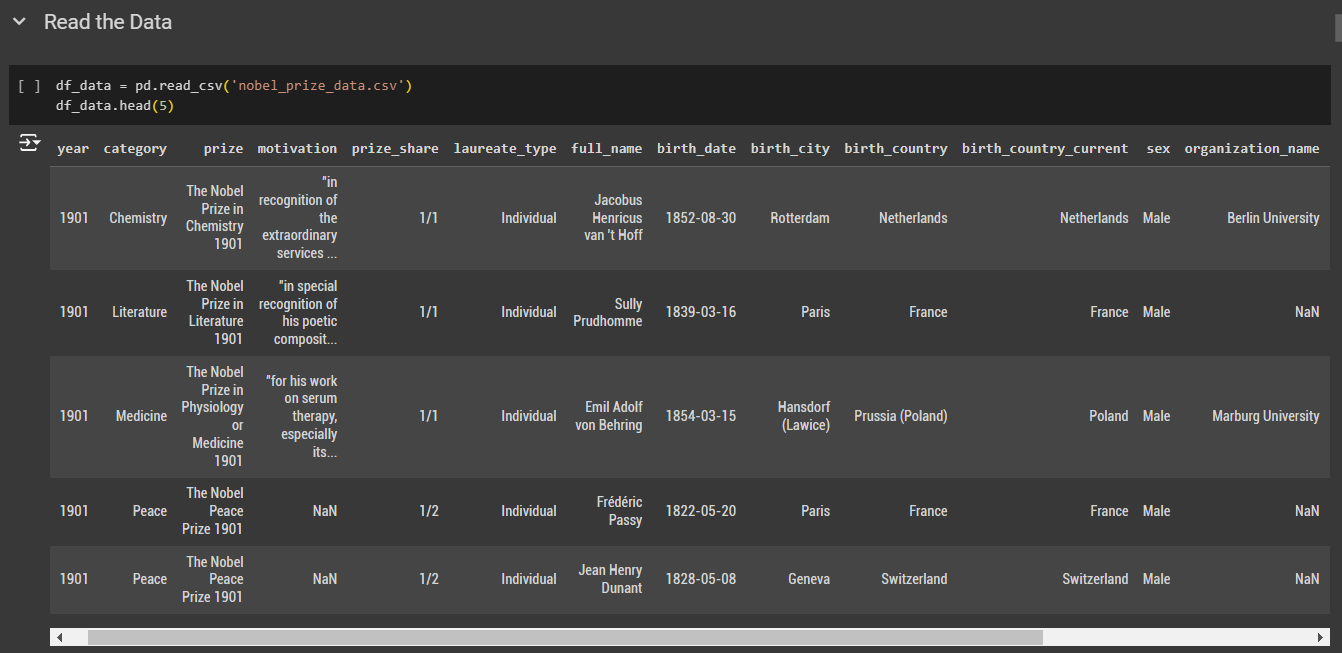 Read the Data
[ ] df_data = pd.read_csv('nobel_prize_data.csv')
df_data.head(5)
year category prize motivation prize_share laureate_type full_name birth_date birth_city birth_country birth_country_current sex organization_name
1901 Chemistry The Nobel Prize in Chemistry 1901 "in recognition of the extraordinary services ... 1/1 Individual Jacobus Henricus van 't Hoff 1852-08-30 Rotterdam Netherlands Netherlands Male Berlin University
1901 Literature The Nobel Prize in Literature 1901 "in special recognition of his poetic composit... 1/1 Individual Sully Prudhomme 1839-03-16 Paris France France Male NaN
1901 Medicine The Nobel Prize in Physiology or Medicine 1901 "for his work on serum therapy, especially its... 1/1 Individual Emil Adolf von Behring 1854-03-15 Hansdorf (Lawice) Prussia (Poland) Poland Male Marburg University
1901 Peace The Nobel Peace Prize 1901 NaN 1/2 Individual Frédéric Passy 1822-05-20 Paris France France Male NaN
1901 Peace The Nobel Peace Prize 1901 NaN 1/2 Individual Jean Henry Dunant 1828-05-08 Geneva Switzerland Switzerland Male NaN